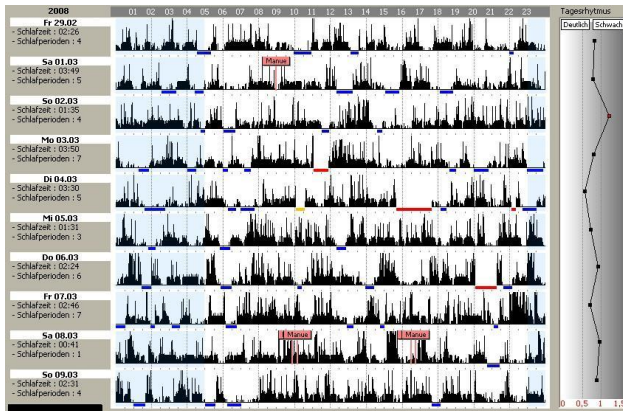 2008
01 02 03 04 05 06 07 08 09 10 11 12 13 14 15 16 17 18 19 20 21 22 23
Tagesrhytmus
Deutlich Schwach
Fr 29.02
- Schlafzeit : 02:26
- Schlafperioden : 4
Sa 01.03
- Schlafzeit : 03:49
- Schlafperioden : 5
Manue
So 02.03
- Schlafzeit : 01:35
- Schlafperioden : 4
Mo 03.03
- Schlafzeit : 03:50
- Schlafperioden : 7
Di 04.03
- Schlafzeit : 03:30
- Schlafperioden : 5
Mi 05.03
- Schlafzeit : 01:31
- Schlafperioden : 3
Do 06.03
- Schlafzeit : 02:24
- Schlafperioden : 6
Fr 07.03
- Schlafzeit : 02:46
- Schlafperioden : 7
Sa 08.03
- Schlafzeit : 00:41
- Schlafperioden : 1
Manue Manue
So 09.03
- Schlafzeit : 02:31
- Schlafperioden : 4
0 0.5 1 1.5